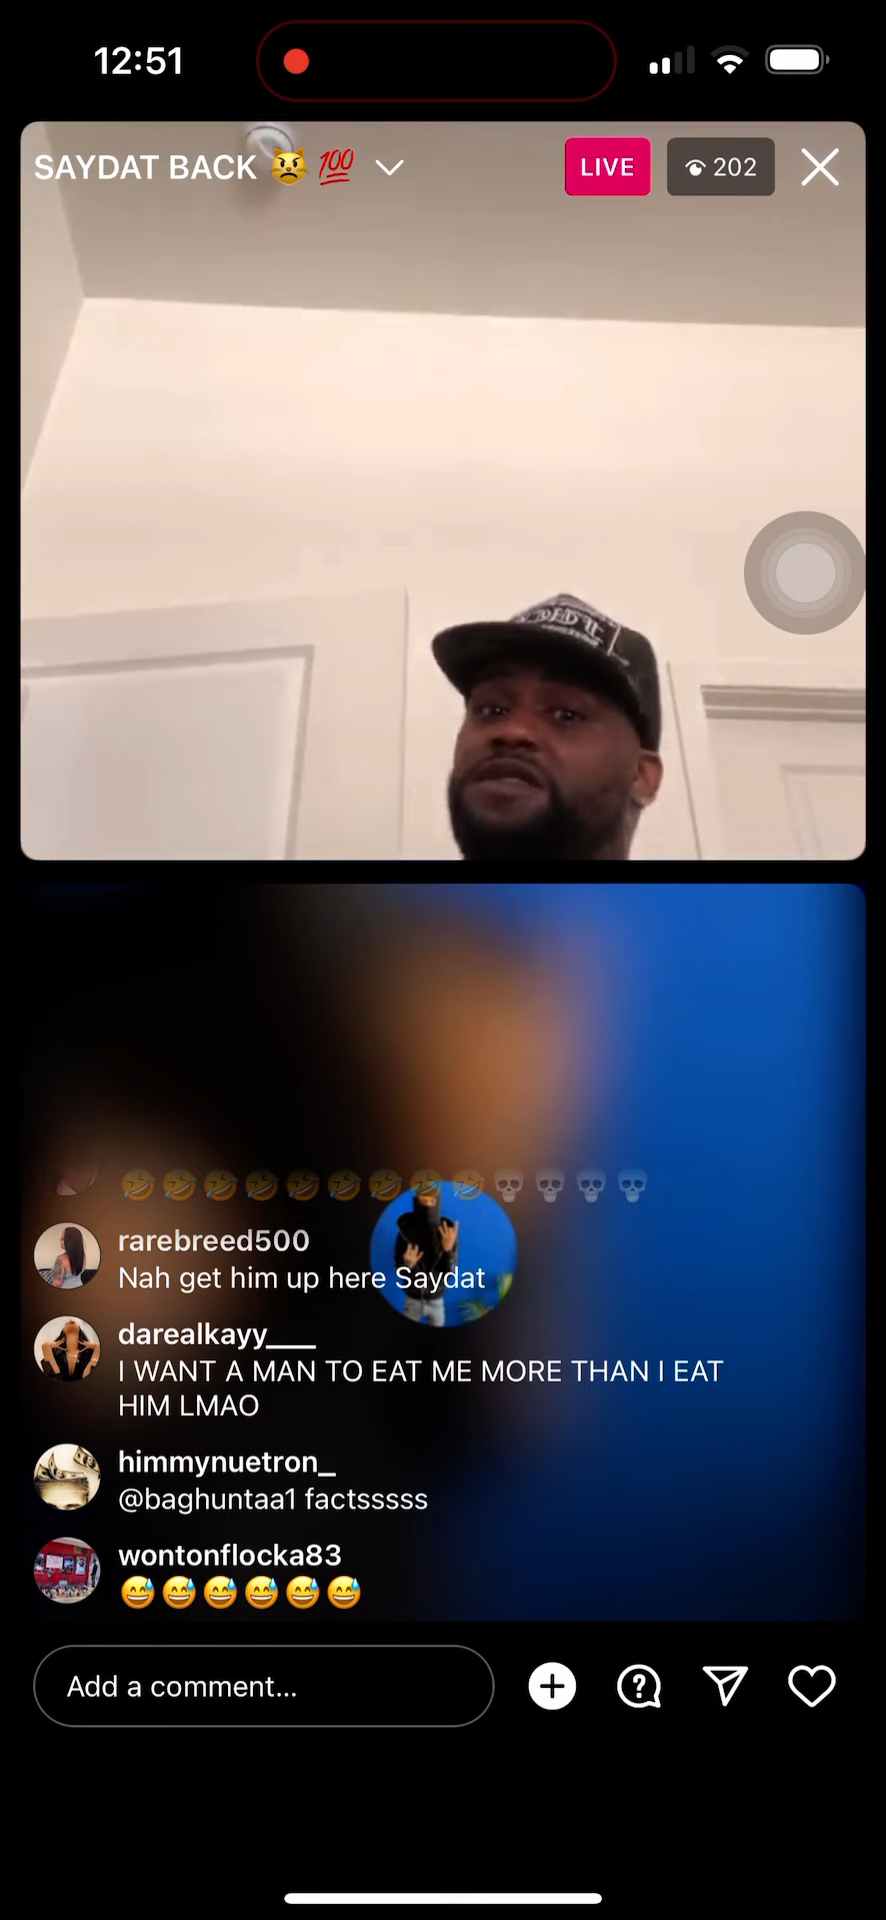 12:51
SAYDAT BACK 😾 💯
LIVE
202
🤣🤣🤣🤣🤣🤣🤣🤣🤣💀💀💀💀
rarebreed500
Nah get him up here Saydat
darealkayy___
I WANT A MAN TO EAT ME MORE THAN I EAT
HIM LMAO
himmynuetron_
@baghuntaa1 factsssss
wontonflocka83
😅😅😅😅😅😅
Add a comment...